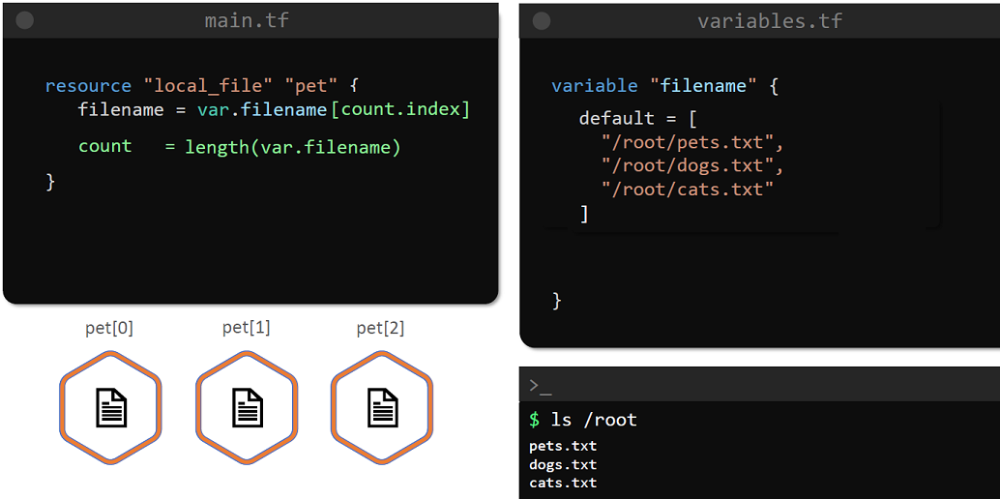 main.tf
resource "local_file" "pet" {
filename = var.filename[count.index]
count = length(var.filename)
}
pet[0]
pet[1]
pet[2]
variables.tf
variable "filename" {
default = [
"/root/pets.txt",
"/root/dogs.txt",
"/root/cats.txt"
]
}
>_
$ ls /root
pets.txt
dogs.txt
cats.txt